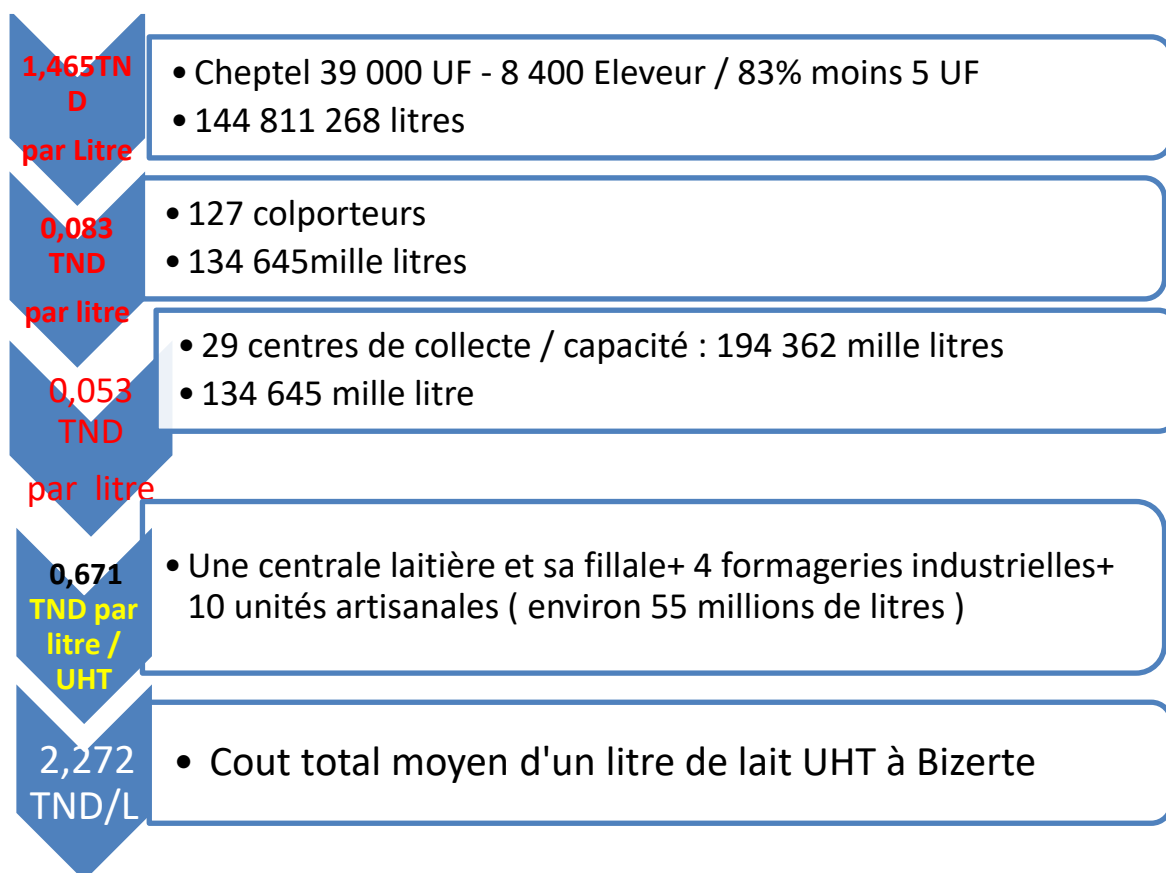 1,465TN
D
par Litre
• Cheptel 39 000 UF - 8 400 Eleveur / 83% moins 5 UF
• 144 811 268 litres
0,083
TND
par litre
• 127 colporteurs
• 134 645mille litres
0,053
TND
par litre
• 29 centres de collecte / capacité : 194 362 mille litres
• 134 645 mille litre
0,671
TND par
litre /
UHT
• Une centrale laitière et sa fillale+ 4 formageries industrielles+
10 unités artisanales ( environ 55 millions de litres )
2,272
TND/L
• Cout total moyen d'un litre de lait UHT à Bizerte